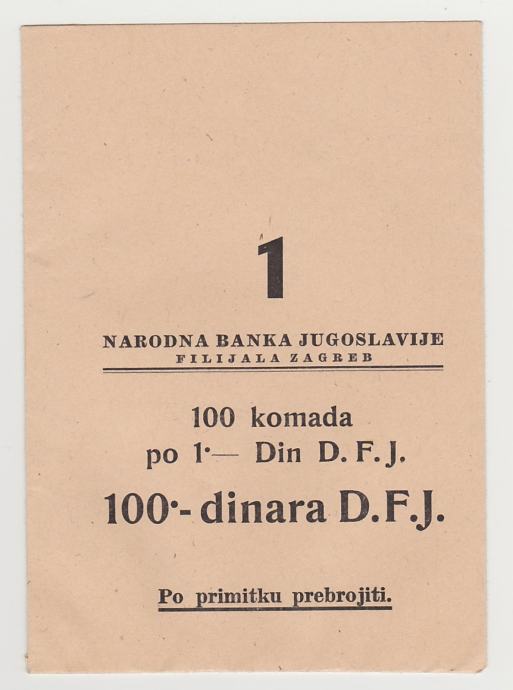 1
NARODNA BANKA JUGOSLAVIJE
FILIJALA ZAGREB
100 komada
po 1·— Din D. F. J.
100·- dinara D.F.J.
Po primitku prebrojiti.